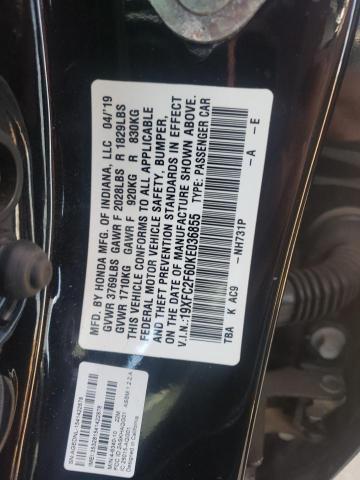 MFD. BY HONDA MFG. OF INDIANA, LLC 04/'19
GVWR 3769LBS GAWR F 2028LBS R 1829LBS
GVWR 1710KG GAWR F 920KG R 830KG
THIS VEHICLE CONFORMS TO ALL APPLICABLE
FEDERAL MOTOR VEHICLE SAFETY, BUMPER,
AND THEFT PREVENTION STANDARDS IN EFFECT
ON THE DATE OF MANUFACTURE SHOWN ABOVE.
V.I.N.:19XFC2F60KE036855 TYPE: PASSENGER CAR
TBA K AC9 -NH731P -A -E